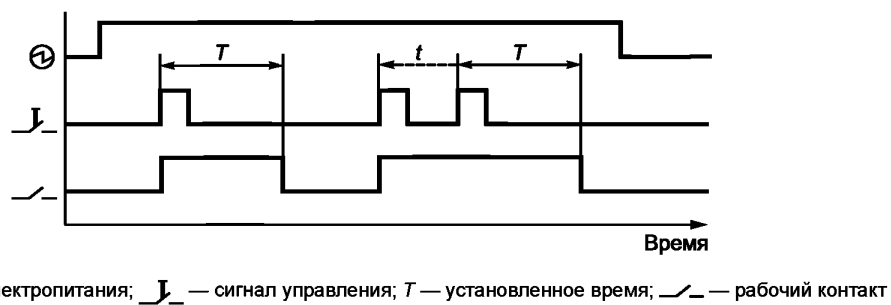 T t T
Время
ектропитания; — сигнал управления; T — установленное время; — рабочий контакт